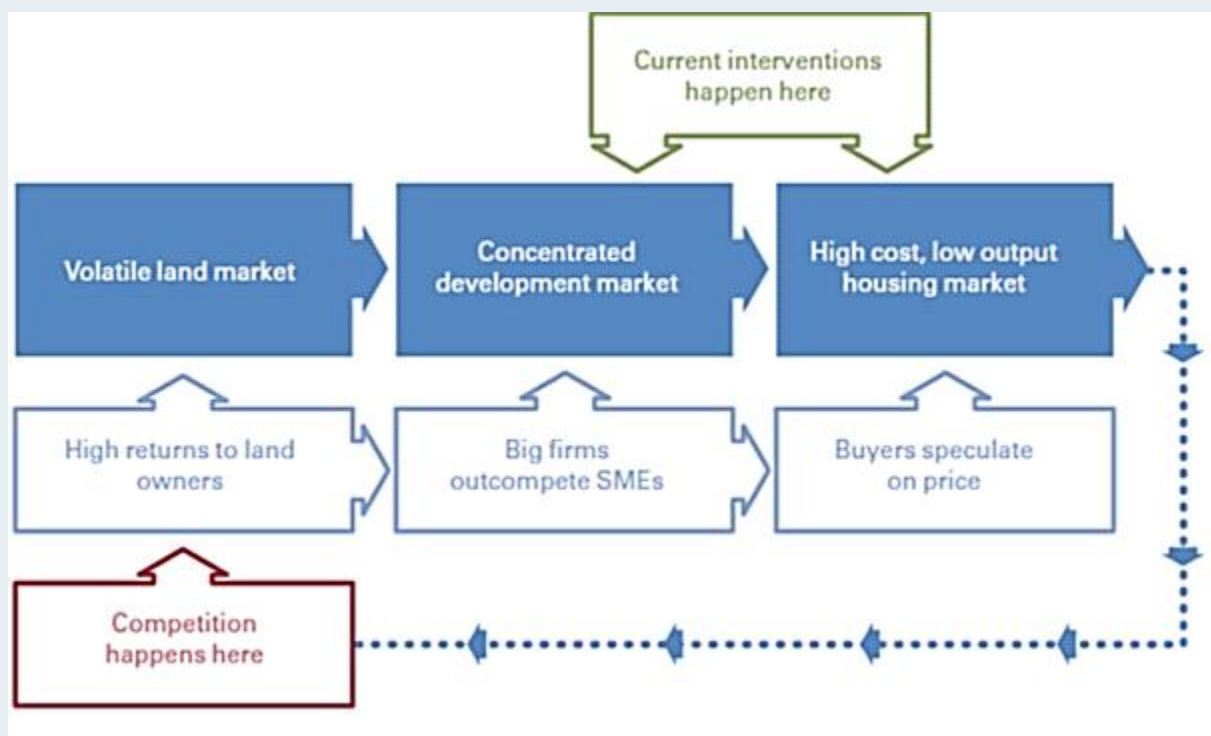 Current interventions
happen here
Volatile land market
Concentrated
development market
High cost, low output
housing market
High returns to land
owners
Big firms
outcompete SMEs
Buyers speculate
on price
Competition
happens here